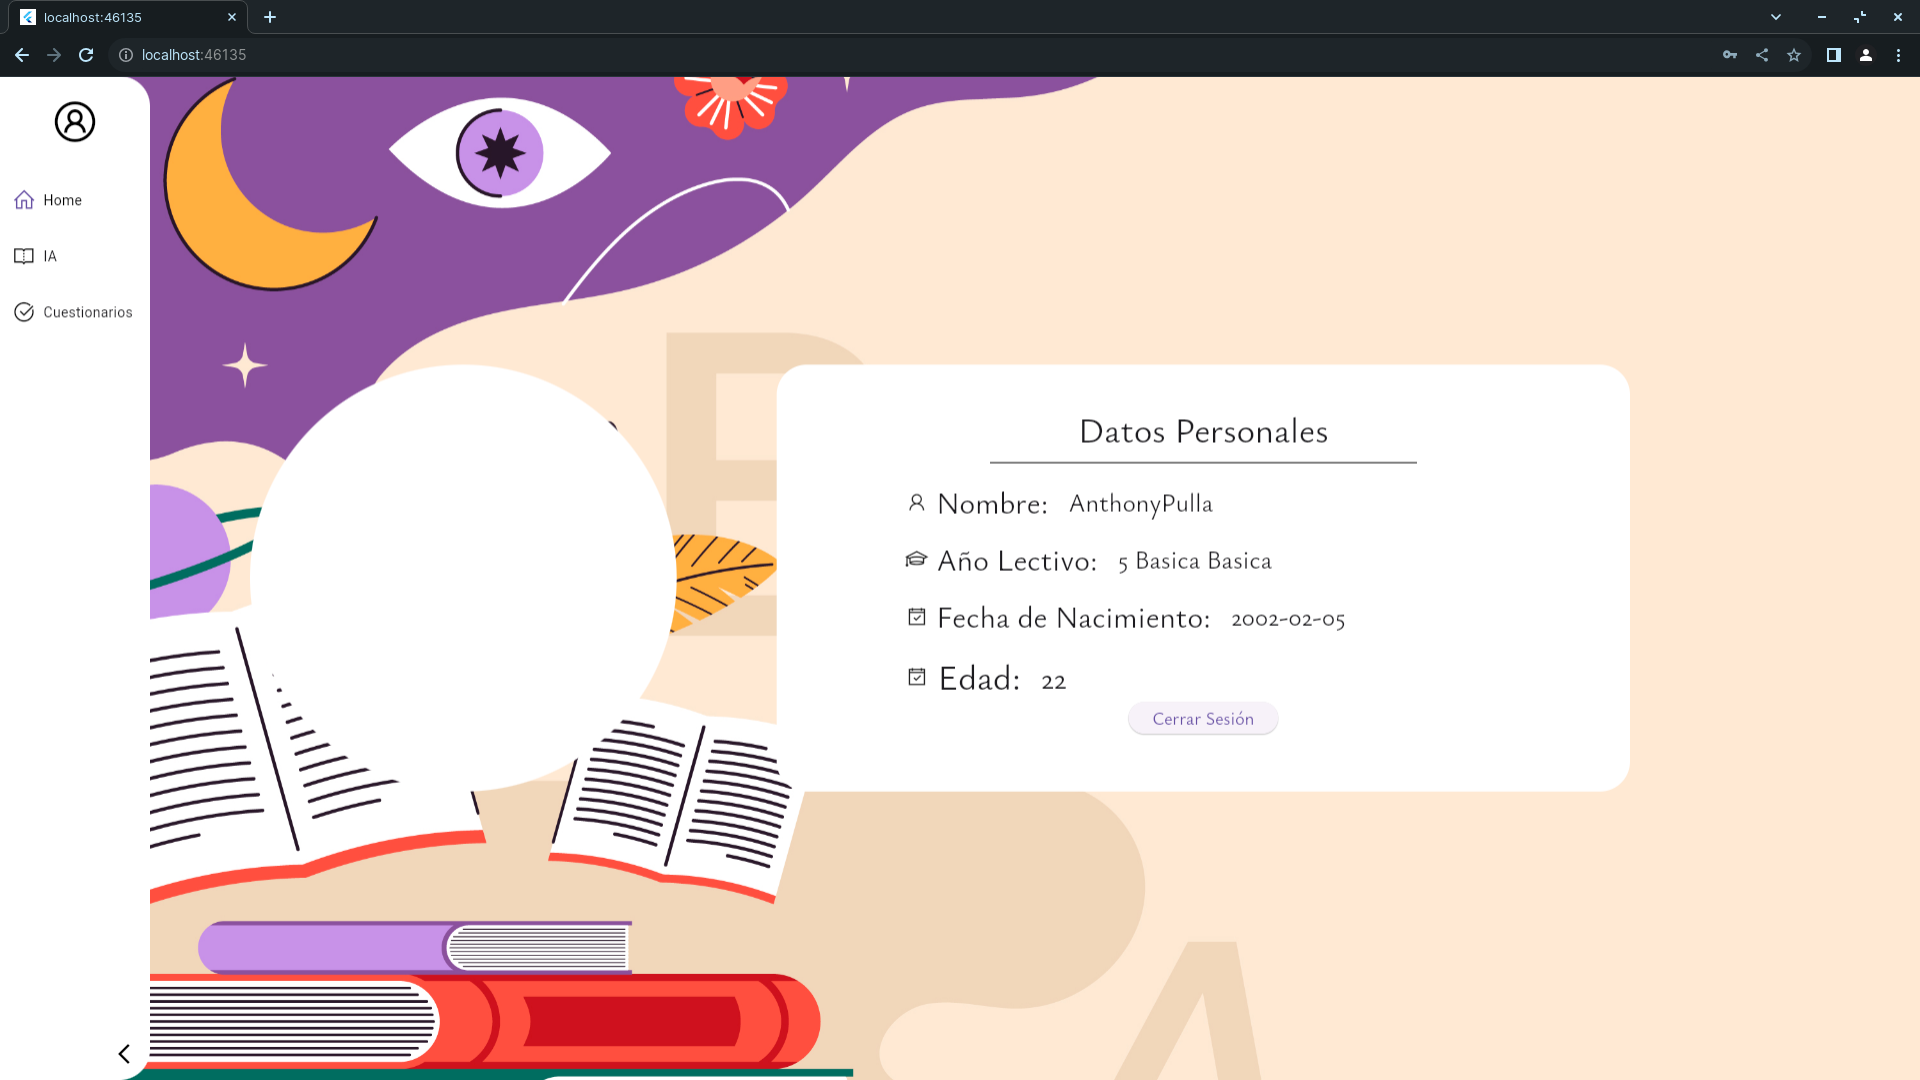 localhost:46135
localhost:46135
Home
IA
Cuestionarios
Datos Personales
Nombre: AnthonyPulla
Año Lectivo: 5 Basica Basica
Fecha de Nacimiento: 2002-02-05
Edad: 22
Cerrar Sesión